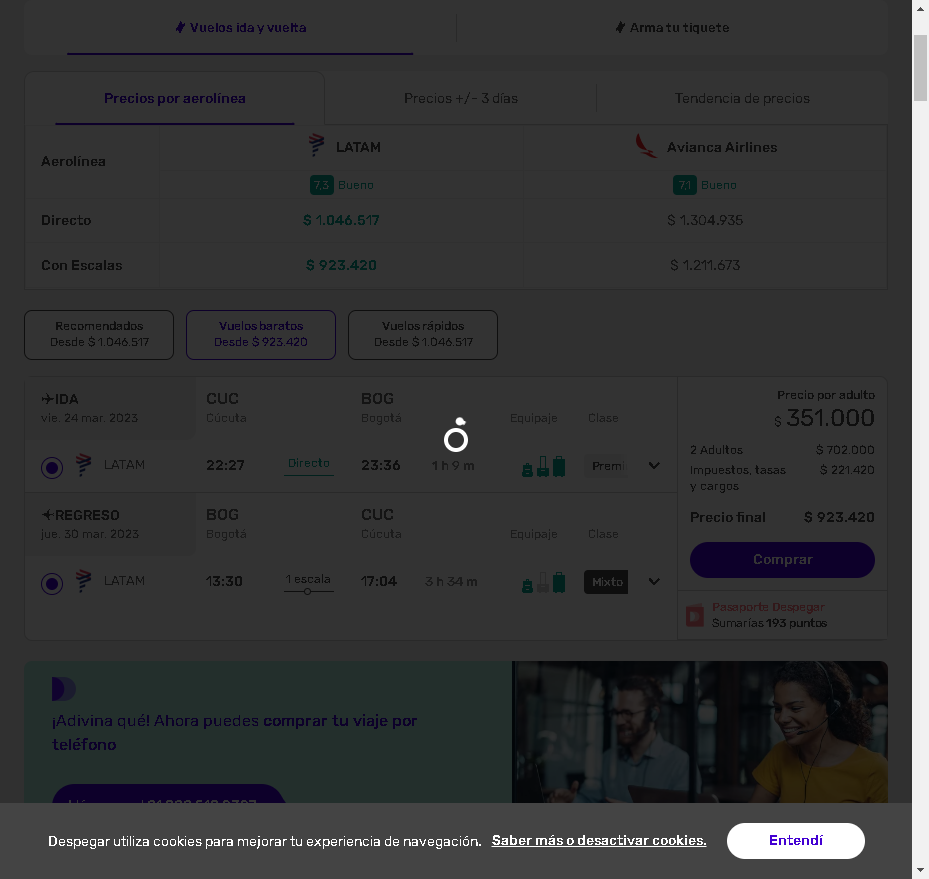 Vuelos ida y vuelta
Arma tu tiquete
Precios por aerolínea
Precios +/- 3 días
Tendencia de precios
Aerolínea
LATAM
Avianca Airlines
7,3 Bueno
7,1 Bueno
Directo
$ 1.046.517
$ 1.304.935
Con Escalas
$ 923.420
$ 1.211.673
Recomendados
Desde $ 1.046.517
Vuelos baratos
Desde $ 923.420
Vuelos rápidos
Desde $ 1.046.517
IDA
vie. 24 mar. 2023
CUC
Cúcuta
BOG
Bogotá
Equipaje
Clase
LATAM
22:27
Directo
23:36
1 h 9 m
Premi
REGRESO
jue. 30 mar. 2023
BOG
Bogotá
CUC
Cúcuta
Equipaje
Clase
LATAM
13:30
1 escala
17:04
3 h 34 m
Mixto
Precio por adulto
$ 351.000
2 Adultos
$ 702.000
Impuestos, tasas
y cargos
$ 221.420
Precio final
$ 923.420
Comprar
Pasaporte Despegar
Sumarías 193 puntos
¡Adivina qué! Ahora puedes comprar tu viaje por
teléfono
Despegar utiliza cookies para mejorar tu experiencia de navegación.
Saber más o desactivar cookies.
Entendí